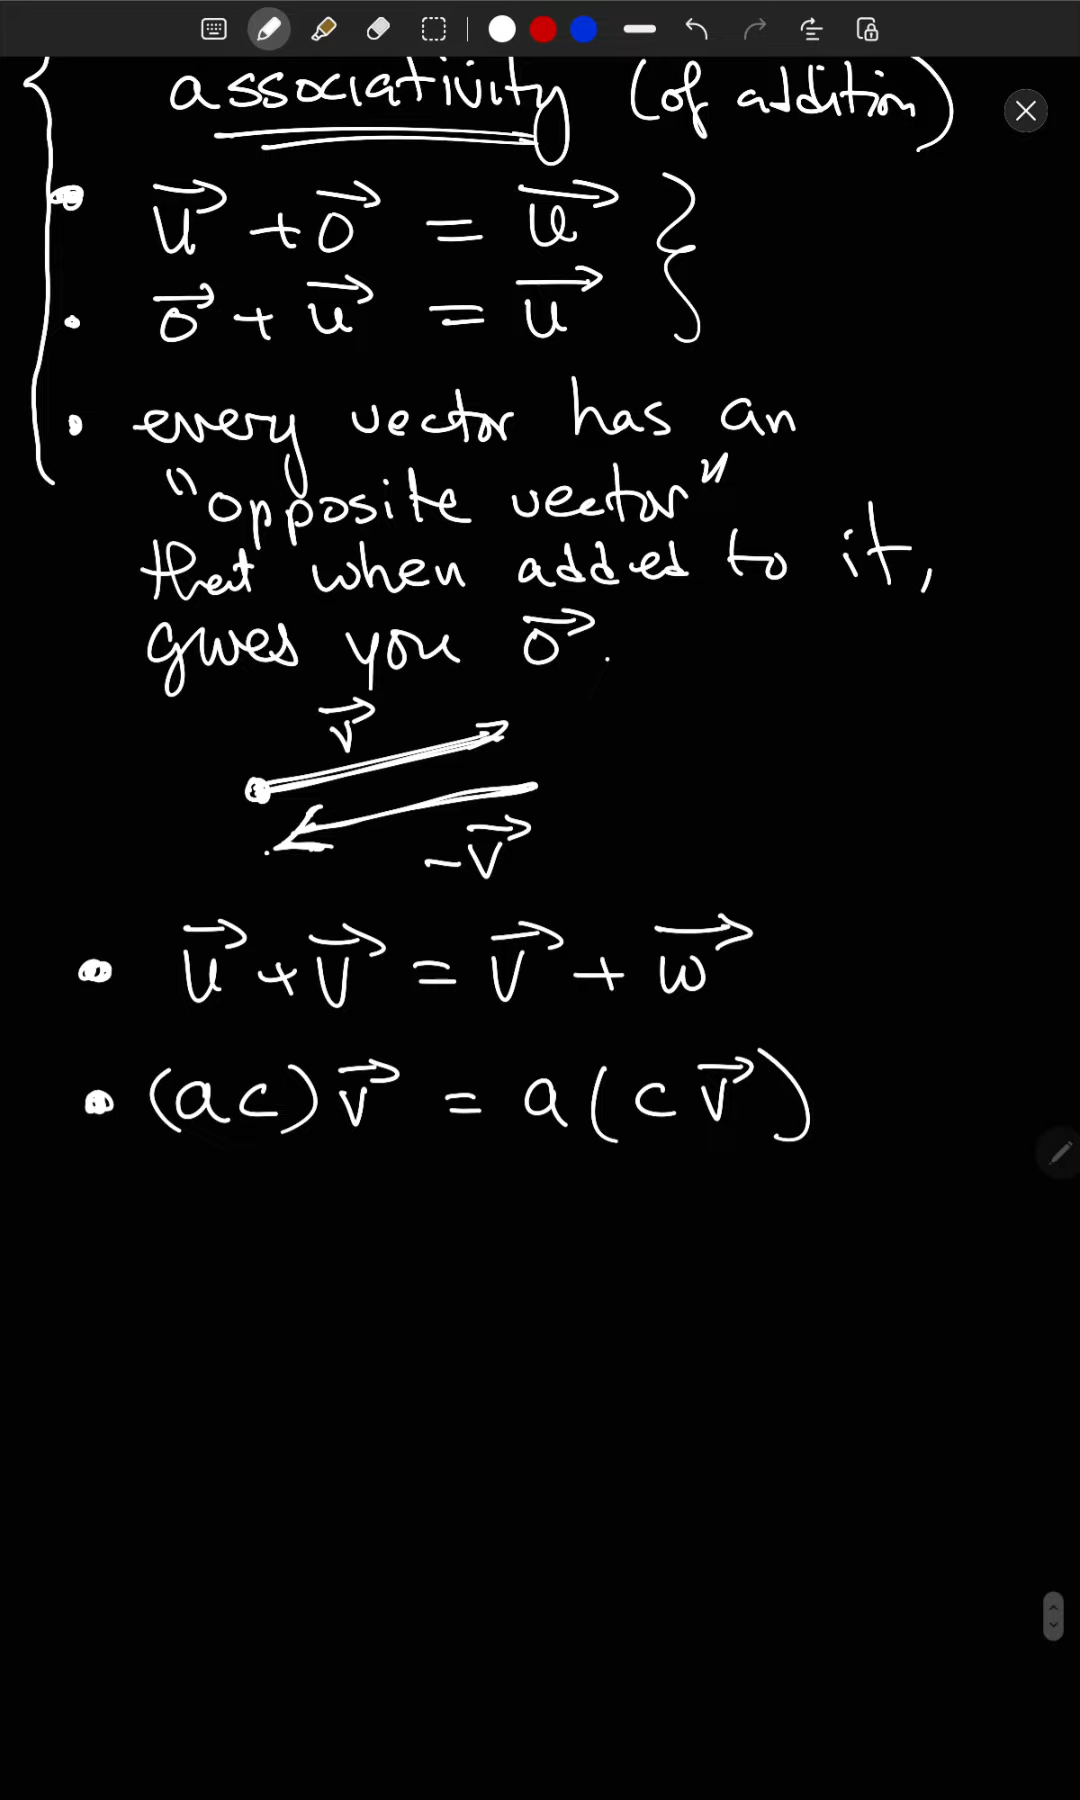 associativity (of addition)
• u⃗ + 0⃗ = u⃗ }
• 0⃗ + u⃗ = u⃗
• every vector has an
"opposite vector"
that when added to it,
gives you 0⃗.
v⃗
-v⃗
• u⃗ + v⃗ = v⃗ + w⃗
• (ac)v⃗ = a(cv⃗)